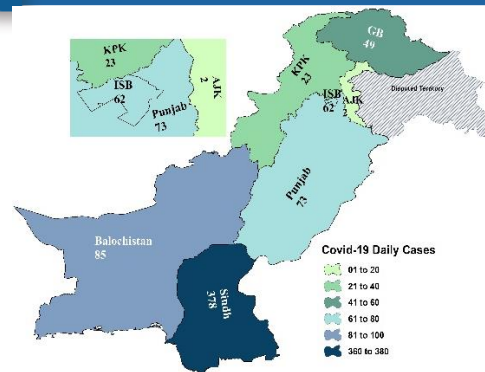 KPK
23
ISB
62
Punjab
73
AJK
2
GB
49
KPK
23
ISB
62
AJK
2
Disputed Territory
Punjab
73
Balochistan
85
Sindh
378
Covid-19 Daily Cases
01 to 20
21 to 40
41 to 60
61 to 80
81 to 100
360 to 380